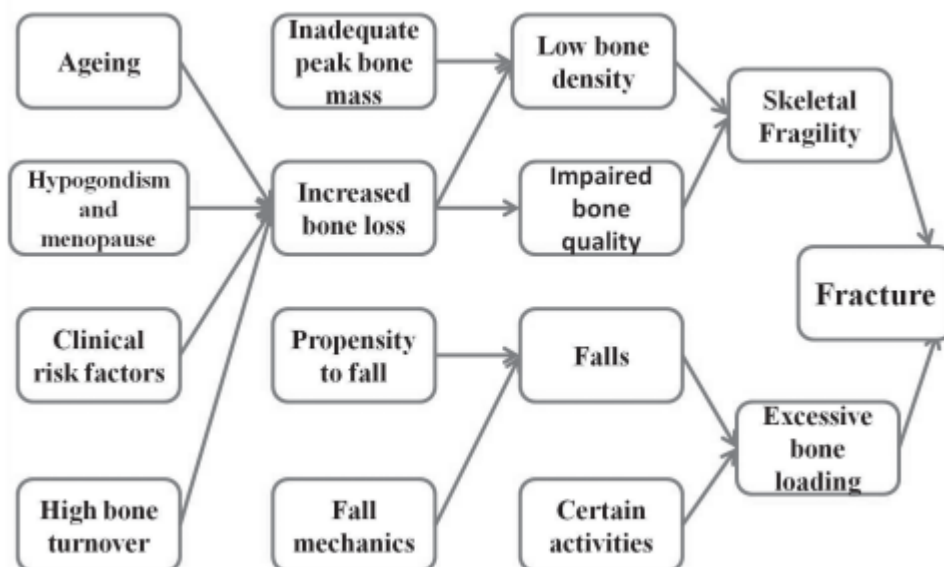 Ageing
Inadequate
peak bone
mass
Low bone
density
Skeletal
Fragility
Hypogondism
and
menopause
Increased
bone loss
Impaired
bone
quality
Fracture
Clinical
risk factors
Propensity
to fall
Falls
Excessive
bone
loading
High bone
turnover
Fall
mechanics
Certain
activities